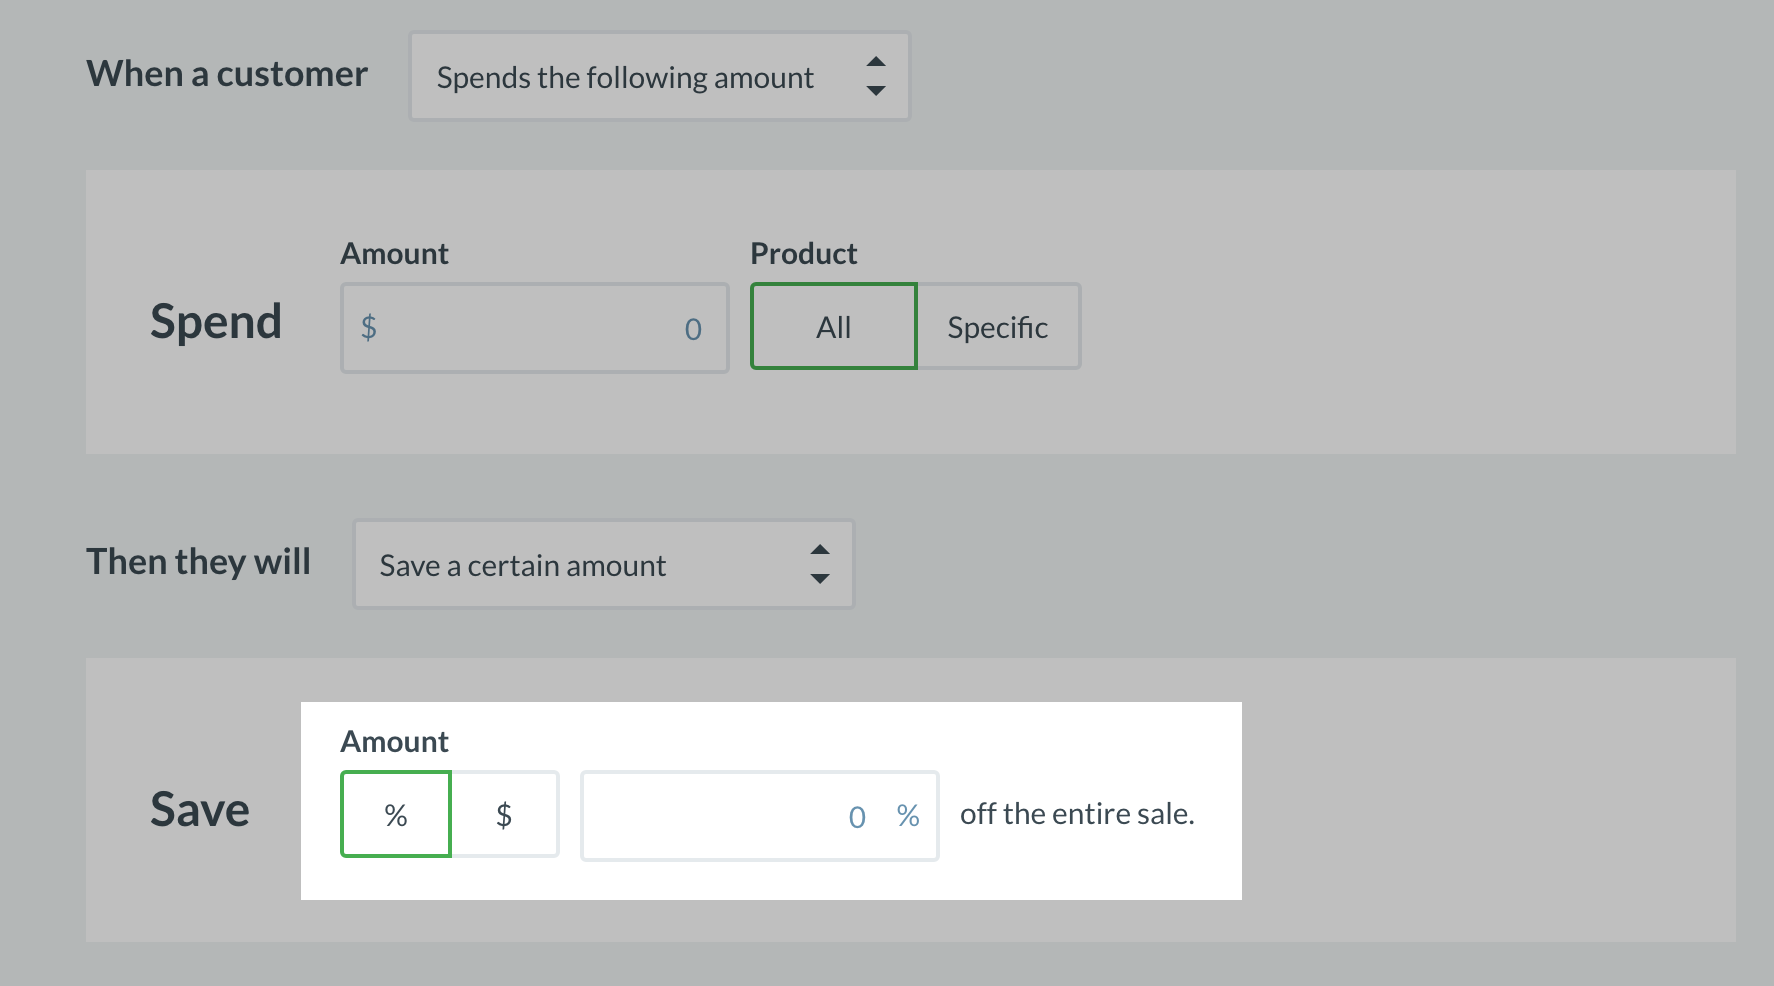 When a customer Spends the following amount
Amount Product
Spend $ 0 All Specific
Then they will Save a certain amount
Amount
Save % $ 0 % off the entire sale.